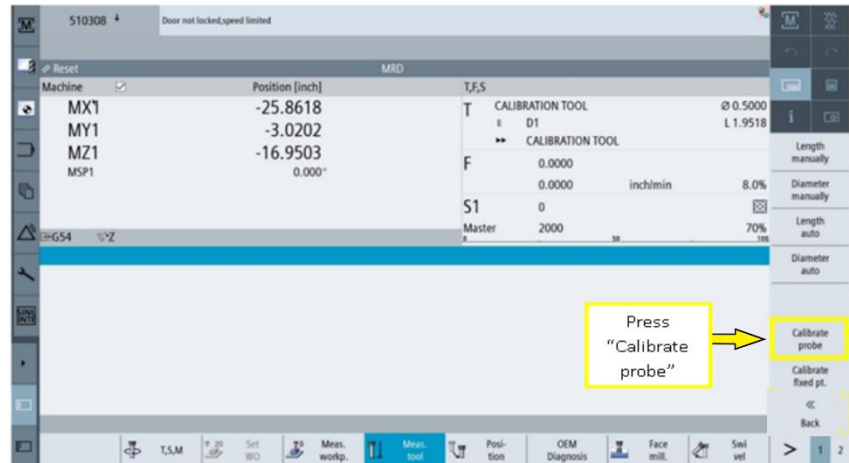 510308 Door not locked,speed limited
Reset MRD
Machine Position [inch] T,F,S
MX1 -25.8618
MY1 -3.0202
MZ1 -16.9503
MSP1 0.000°
T CALIBRATION TOOL Ø 0.5000
D1 L 1.9518
CALIBRATION TOOL
F 0.0000
0.0000 inch/min 8.0%
S1 0
Master 2000 70%
0 50 100
G54 Z
M
SINU
MTE
M
i
Length
manually
Diameter
manually
Length
auto
Diameter
auto
Press
"Calibrate
probe"
Calibrate
probe
Calibrate
fixed pt.
«
Back
T,S,M
Set
WO
Meas.
workp.
Meas.
tool
Posi-
tion
OEM
Diagnosis
Face
mill.
Swi
vel
> 1 2